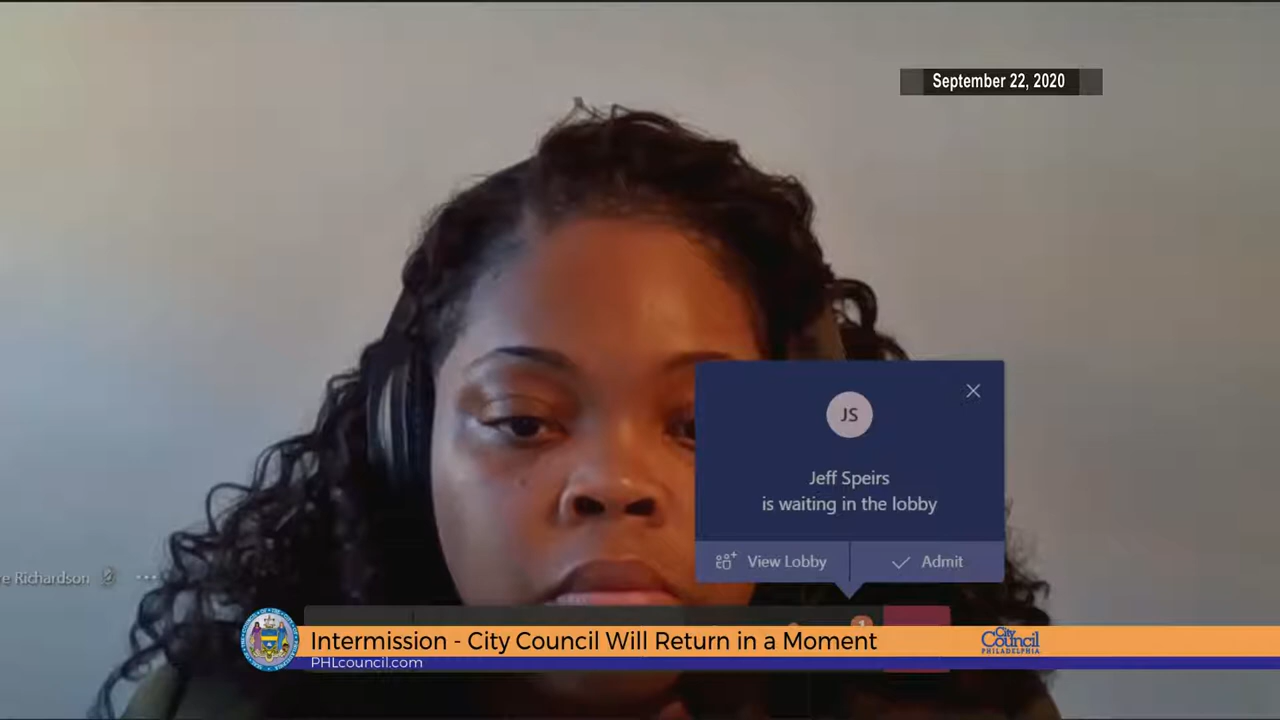 September 22, 2020
JS
Jeff Speirs
is waiting in the lobby
View Lobby
Admit
Richardson
1
Intermission - City Council Will Return in a Moment
City
Council
PHILADELPHIA
PHLcouncil.com